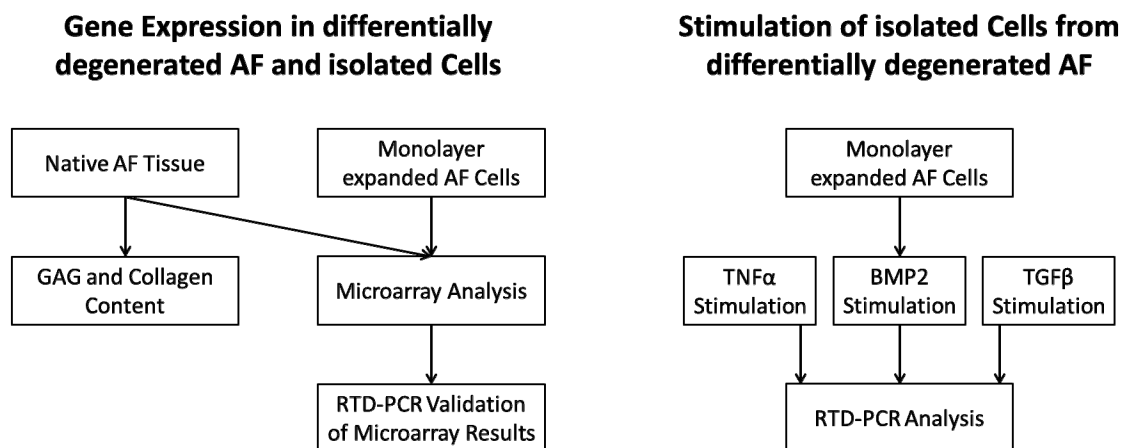 Gene Expression in differentially
degenerated AF and isolated Cells
Native AF Tissue
Monolayer
expanded AF Cells
GAG and Collagen
Content
Microarray Analysis
RTD-PCR Validation
of Microarray Results
Stimulation of isolated Cells from
differentially degenerated AF
Monolayer
expanded AF Cells
TNFα
Stimulation
BMP2
Stimulation
TGFβ
Stimulation
RTD-PCR Analysis